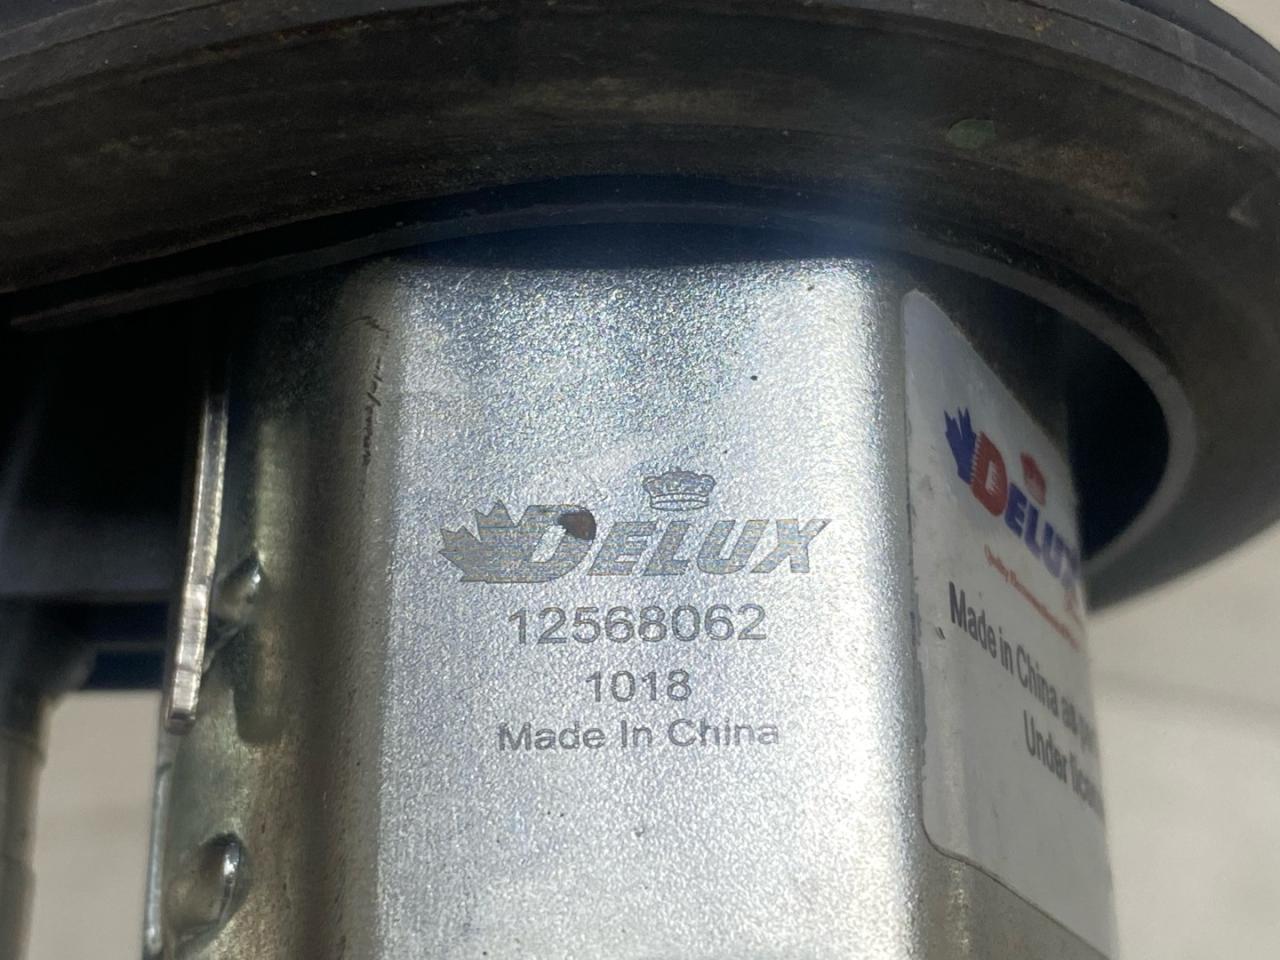 DELUX
12568062
1018
Made In China
DELUX
Made in China
Under